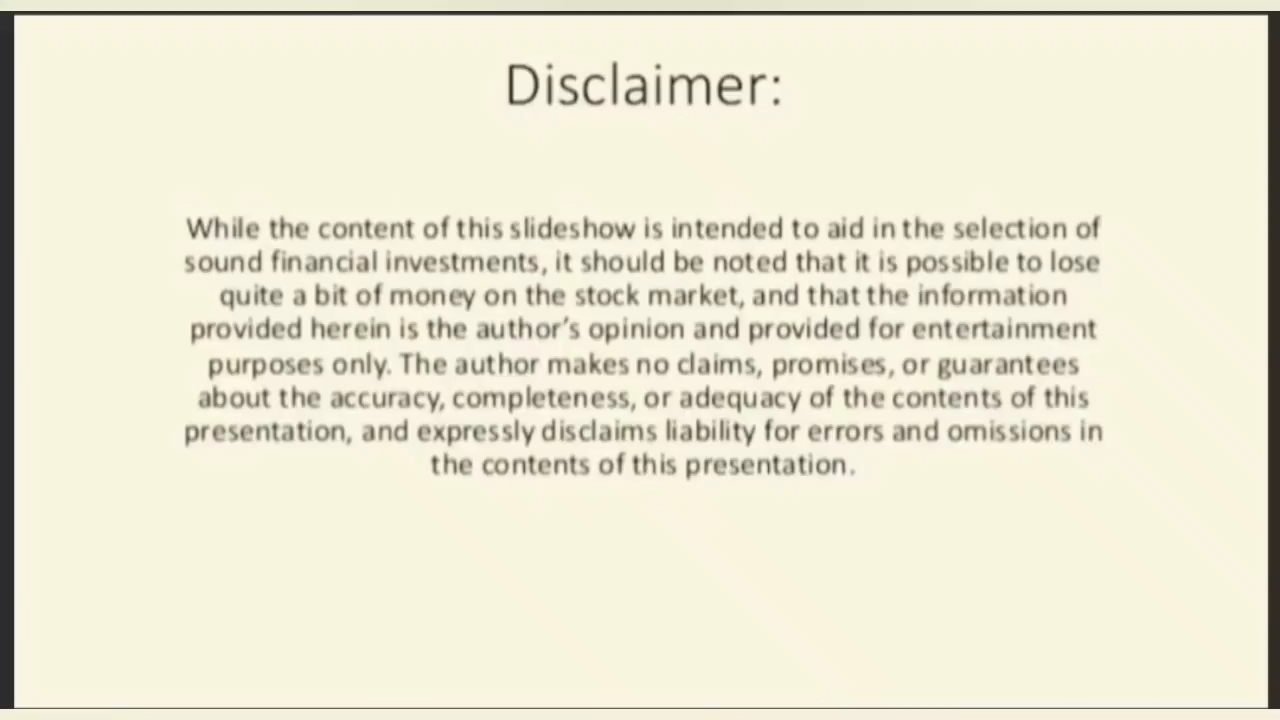 Disclaimer:
While the content of this slideshow is intended to aid in the selection of
sound financial investments, it should be noted that it is possible to lose
quite a bit of money on the stock market, and that the information
provided herein is the author's opinion and provided for entertainment
purposes only. The author makes no claims, promises, or guarantees
about the accuracy, completeness, or adequacy of the contents of this
presentation, and expressly disclaims liability for errors and omissions in
the contents of this presentation.